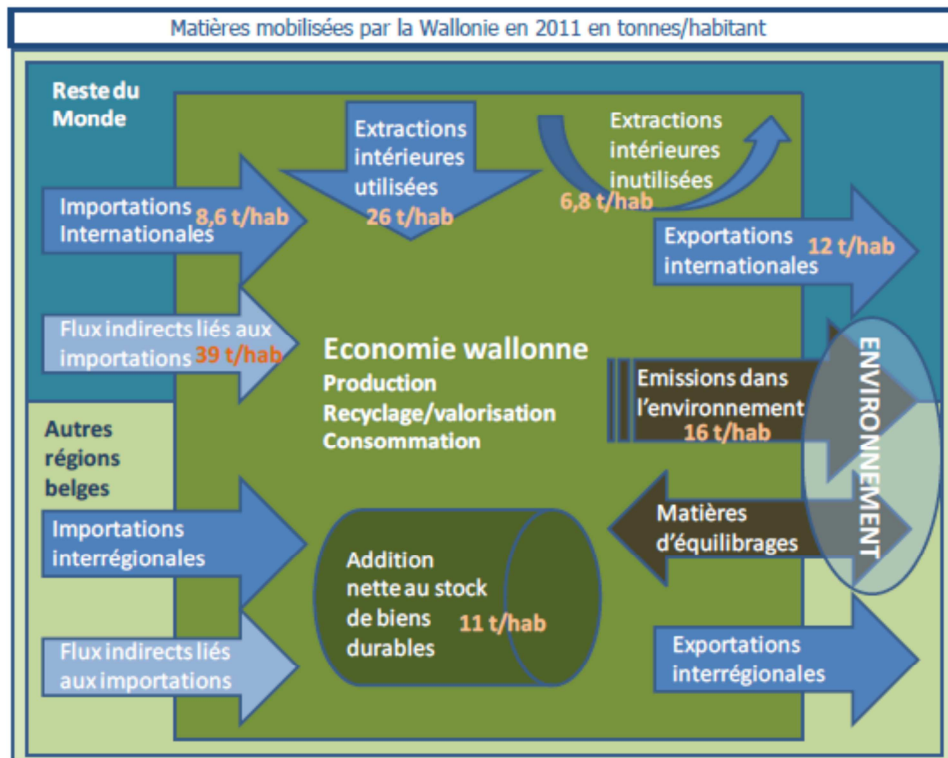 Matières mobilisées par la Wallonie en 2011 en tonnes/habitant
Reste du
Monde
Extractions
intérieures
utilisées
26 t/hab
Extractions
intérieures
inutilisées
6,8 t/hab
Importations
8,6 t/hab
Internationales
Exportations
internationales
12 t/hab
Flux indirects liés aux
importations
39 t/hab
Economie wallonne
Production
Recyclage/valorisation
Consommation
Emissions dans
l'environnement
16 t/hab
ENVIRONNEMENT
Autres
régions
belges
Importations
interrégionales
Matières
d'équilibrages
Addition
nette au stock
de biens
durables
11 t/hab
Flux indirects liés
aux importations
Exportations
interrégionales